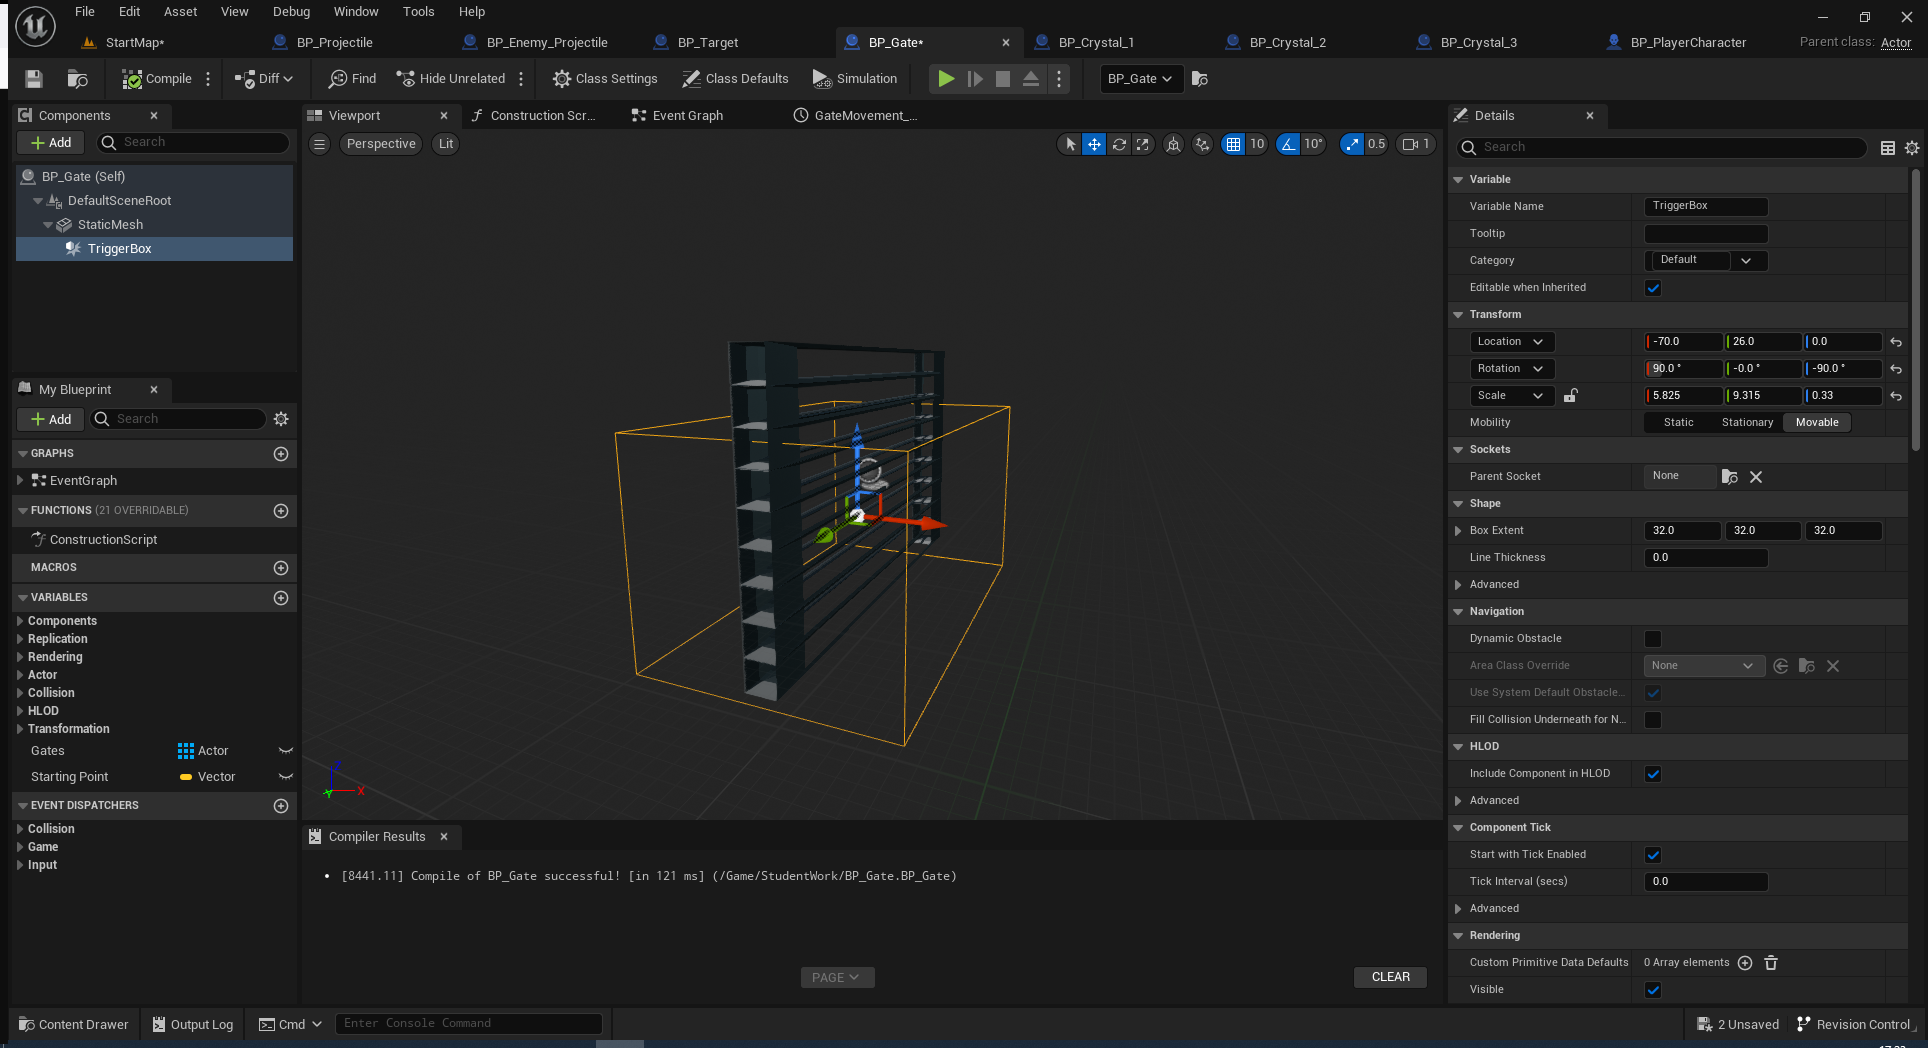 File Edit Asset View Debug Window Tools Help
StartMap* BP_Projectile BP_Enemy_Projectile BP_Target BP_Gate* BP_Crystal_1 BP_Crystal_2 BP_Crystal_3 BP_PlayerCharacter Parent class: Actor
Compile Diff Find Hide Unrelated Class Settings Class Defaults Simulation BP_Gate
Components
Add Search
BP_Gate (Self)
DefaultSceneRoot
StaticMesh
TriggerBox
My Blueprint
Add Search
GRAPHS
EventGraph
FUNCTIONS (21 OVERRIDABLE)
ConstructionScript
MACROS
VARIABLES
Components
Replication
Rendering
Actor
Collision
HLOD
Transformation
Gates Actor
Starting Point Vector
EVENT DISPATCHERS
Collision
Game
Input
Viewport Construction Scr... Event Graph GateMovement_...
Perspective Lit 10 10° 0.5 1
X
Compiler Results
• [8441.11] Compile of BP_Gate successful! [in 121 ms] (/Game/StudentWork/BP_Gate.BP_Gate)
PAGE CLEAR
Details
Search
Variable
Variable Name TriggerBox
Tooltip
Category Default
Editable when Inherited
Transform
Location -70.0 26.0 0.0
Rotation 90.0 ° -0.0 ° -90.0 °
Scale 5.825 9.315 0.33
Mobility Static Stationary Movable
Sockets
Parent Socket None
Shape
Box Extent 32.0 32.0 32.0
Line Thickness 0.0
Advanced
Navigation
Dynamic Obstacle
Area Class Override None
Use System Default Obstacle...
Fill Collision Underneath for N...
HLOD
Include Component in HLOD
Advanced
Component Tick
Start with Tick Enabled
Tick Interval (secs) 0.0
Advanced
Rendering
Custom Primitive Data Defaults 0 Array elements
Visible
Content Drawer Output Log Cmd Enter Console Command 2 Unsaved Revision Control